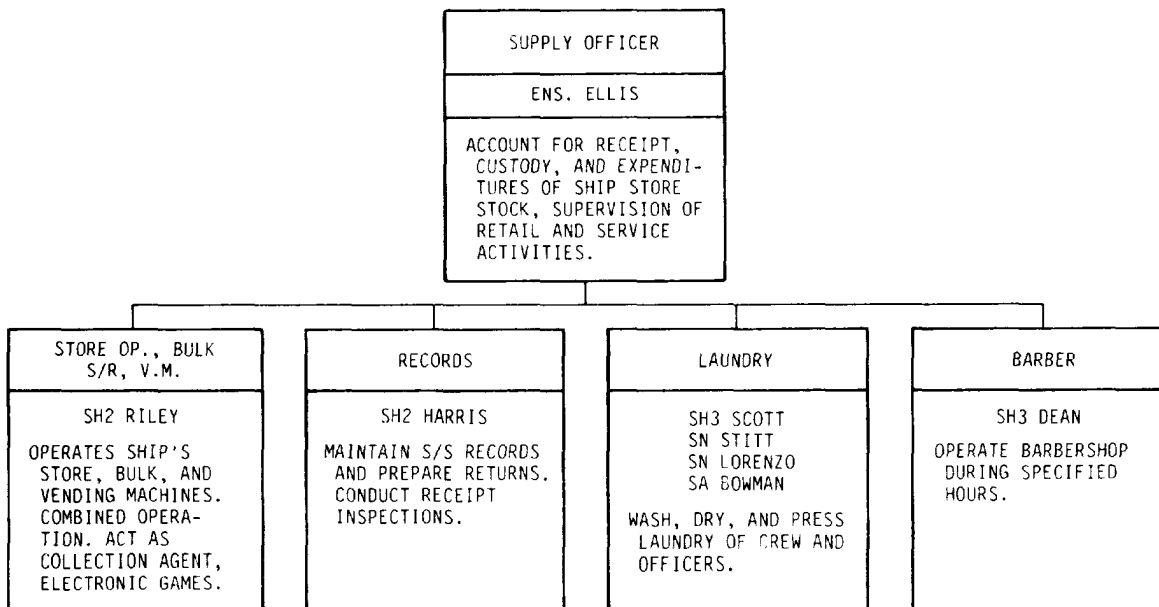 SUPPLY OFFICER
ENS. ELLIS
ACCOUNT FOR RECEIPT,
CUSTODY, AND EXPENDI-
TURES OF SHIP STORE
STOCK, SUPERVISION OF
RETAIL AND SERVICE
ACTIVITIES.
STORE OP., BULK
S/R, V.M.
SH2 RILEY
OPERATES SHIP'S
STORE, BULK, AND
VENDING MACHINES.
COMBINED OPERA-
TION. ACT AS
COLLECTION AGENT,
ELECTRONIC GAMES.
RECORDS
SH2 HARRIS
MAINTAIN S/S RECORDS
AND PREPARE RETURNS.
CONDUCT RECEIPT
INSPECTIONS.
LAUNDRY
SH3 SCOTT
SN STITT
SN LORENZO
SA BOWMAN
WASH, DRY, AND PRESS
LAUNDRY OF CREW AND
OFFICERS.
BARBER
SH3 DEAN
OPERATE BARBERSHOP
DURING SPECIFIED
HOURS.